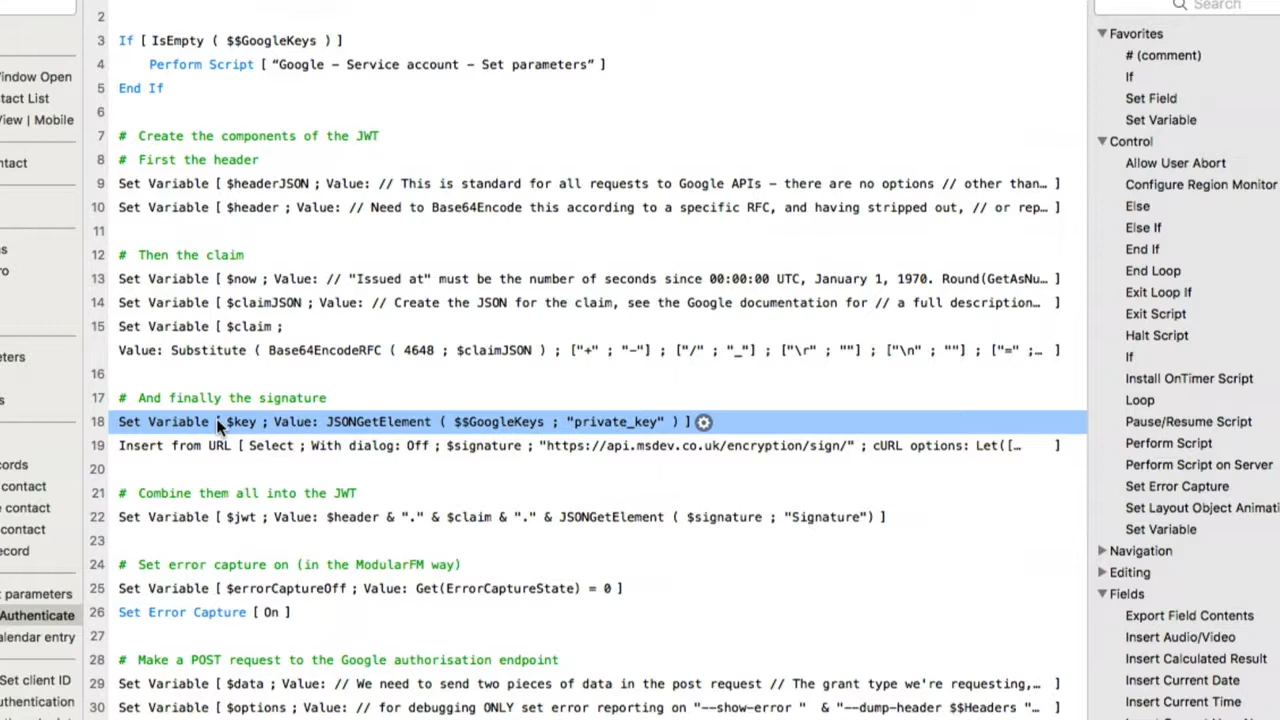 indow Open
tact List
View | Mobile
ntact
s
ro
eters
s
cords
contact
e contact
contact
ecord
t parameters
Authenticate
alendar entry
Set client ID
uthentication
2
3 If [ IsEmpty ( $$GoogleKeys ) ]
4 Perform Script [ “Google – Service account – Set parameters” ]
5 End If
6
7 # Create the components of the JWT
8 # First the header
9 Set Variable [ $headerJSON ; Value: // This is standard for all requests to Google APIs – there are no options // other than… ]
10 Set Variable [ $header ; Value: // Need to Base64Encode this according to a specific RFC, and having stripped out, // or rep… ]
11
12 # Then the claim
13 Set Variable [ $now ; Value: // "Issued at" must be the number of seconds since 00:00:00 UTC, January 1, 1970. Round(GetAsNu… ]
14 Set Variable [ $claimJSON ; Value: // Create the JSON for the claim, see the Google documentation for // a full description… ]
15 Set Variable [ $claim ;
Value: Substitute ( Base64EncodeRFC ( 4648 ; $claimJSON ) ; ["+" ; "-"] ; ["/" ; "_"] ; ["\r" ; ""] ; ["\n" ; ""] ; ["=" ;… ]
16
17 # And finally the signature
18 Set Variable [ $key ; Value: JSONGetElement ( $$GoogleKeys ; "private_key" ) ]
19 Insert from URL [ Select ; With dialog: Off ; $signature ; "https://api.msdev.co.uk/encryption/sign/" ; cURL options: Let([… ]
20
21 # Combine them all into the JWT
22 Set Variable [ $jwt ; Value: $header & "." & $claim & "." & JSONGetElement ( $signature ; "Signature") ]
23
24 # Set error capture on (in the ModularFM way)
25 Set Variable [ $errorCaptureOff ; Value: Get(ErrorCaptureState) = 0 ]
26 Set Error Capture [ On ]
27
28 # Make a POST request to the Google authorisation endpoint
29 Set Variable [ $data ; Value: // We need to send two pieces of data in the post request // The grant type we're requesting,… ]
30 Set Variable [ $options ; Value: // for debugging ONLY set error reporting on "--show-error " & "--dump-header $$Headers "… ]
Search
Favorites
# (comment)
If
Set Field
Set Variable
Control
Allow User Abort
Configure Region Monitor
Else
Else If
End If
End Loop
Exit Loop If
Exit Script
Halt Script
If
Install OnTimer Script
Loop
Pause/Resume Script
Perform Script
Perform Script on Server
Set Error Capture
Set Layout Object Animati
Set Variable
Navigation
Editing
Fields
Export Field Contents
Insert Audio/Video
Insert Calculated Result
Insert Current Date
Insert Current Time